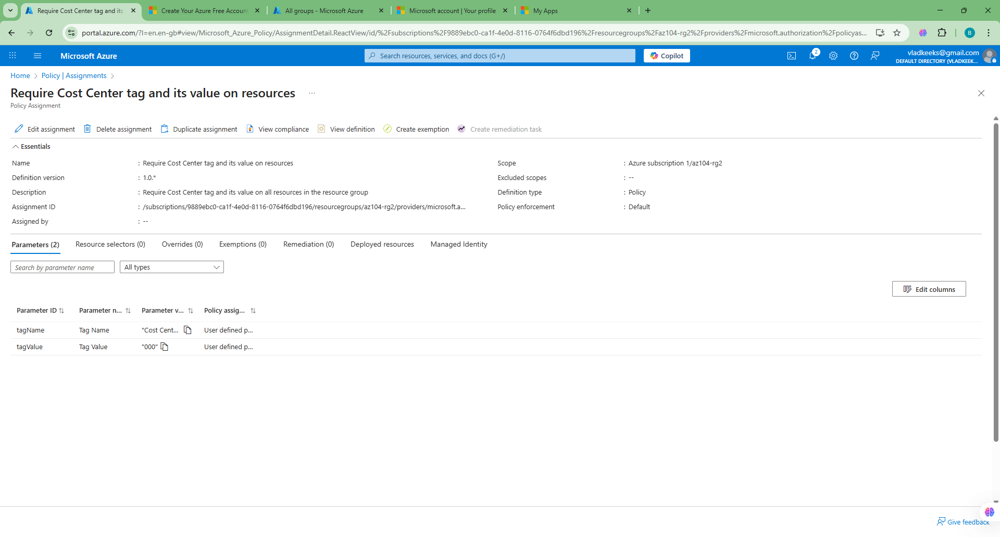 Require Cost Center tag and its
Create Your Azure Free Account
All groups - Microsoft Azure
Microsoft account | Your profile
My Apps
portal.azure.com/?l=en.en-gb#view/Microsoft_Azure_Policy/AssignmentDetail.ReactView/id/%2Fsubscriptions%2F9889ebc0-ca1f-4e0d-8116-0764f6dbd196%2Fresourcegroups%2Faz104-rg2%2Fproviders%2Fmicrosoft.authorization%2Fpolicyas...
B
Microsoft Azure
Search resources, services, and docs (G+/)
Copilot
2
vladkeeks@gmail.com
DEFAULT DIRECTORY (VLADKEEK...
Home > Policy | Assignments >
Require Cost Center tag and its value on resources ...
Policy Assignment
Edit assignment Delete assignment Duplicate assignment View compliance View definition Create exemption Create remediation task
Essentials
Name : Require Cost Center tag and its value on resources
Definition version : 1.0.*
Description : Require Cost Center tag and its value on all resources in the resource group
Assignment ID : /subscriptions/9889ebc0-ca1f-4e0d-8116-0764f6dbd196/resourcegroups/az104-rg2/providers/microsoft.a...
Assigned by : --
Scope : Azure subscription 1/az104-rg2
Excluded scopes : --
Definition type : Policy
Policy enforcement : Default
Parameters (2) Resource selectors (0) Overrides (0) Exemptions (0) Remediation (0) Deployed resources Managed Identity
Search by parameter name
All types
Edit columns
Parameter ID Parameter n... Parameter v... Policy assig...
tagName Tag Name "Cost Cent... User defined p...
tagValue Tag Value "000" User defined p...
Give feedback